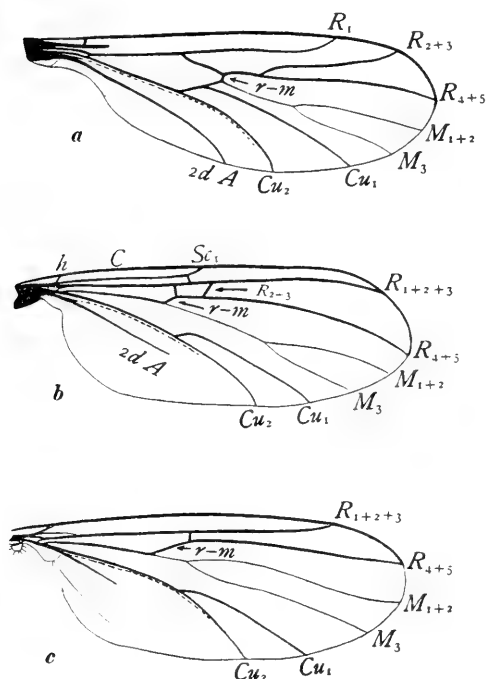 R₁
R₂₊₃
r-m
R₄₊₅
a
M₁₊₂
M₃
2d A
Cu₂
Cu₁
h
C
Sc₁
R₂₊₃
R₁₊₂₊₃
r-m
2d A
R₄₊₅
b
M₁₊₂
M₃
Cu₂
Cu₁
R₁₊₂₊₃
r-m
R₄₊₅
M₁₊₂
M₃
c
Cu₂
Cu₁